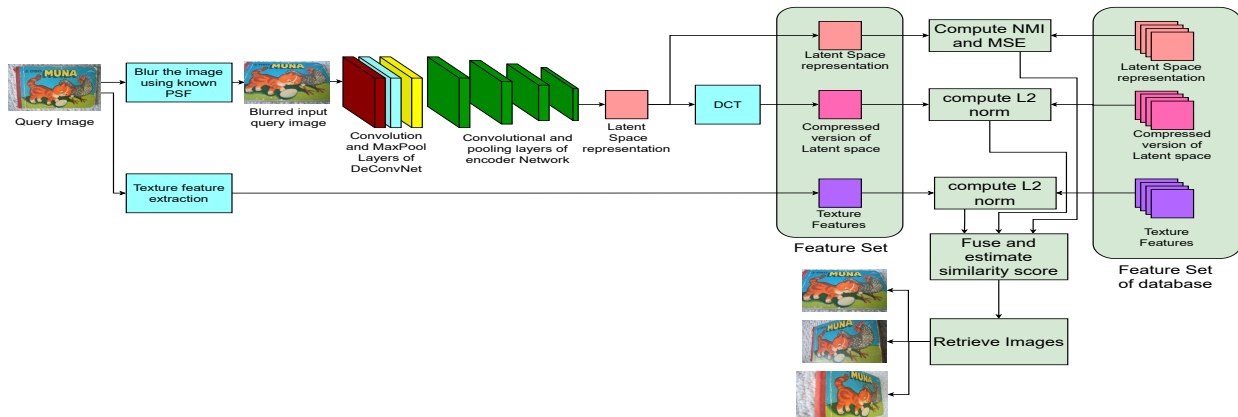 MUNA
Query Image
Blur the image
using known
PSF
MUNA
Blurred input
query image
Convolution
and MaxPool
Layers of
DeConvNet
Convolutional and
pooling layers of
encoder Network
Latent
Space
representation
DCT
Texture feature
extraction
Latent Space
representation
Compressed
version of
Latent space
Texture
Features
Feature Set
Compute NMI
and MSE
compute L2
norm
compute L2
norm
Fuse and
estimate
similarity score
Retrieve Images
Latent Space
representation
Compressed
version of
Latent space
Texture
Features
Feature Set
of database
MUNA
MUNA
MUNA